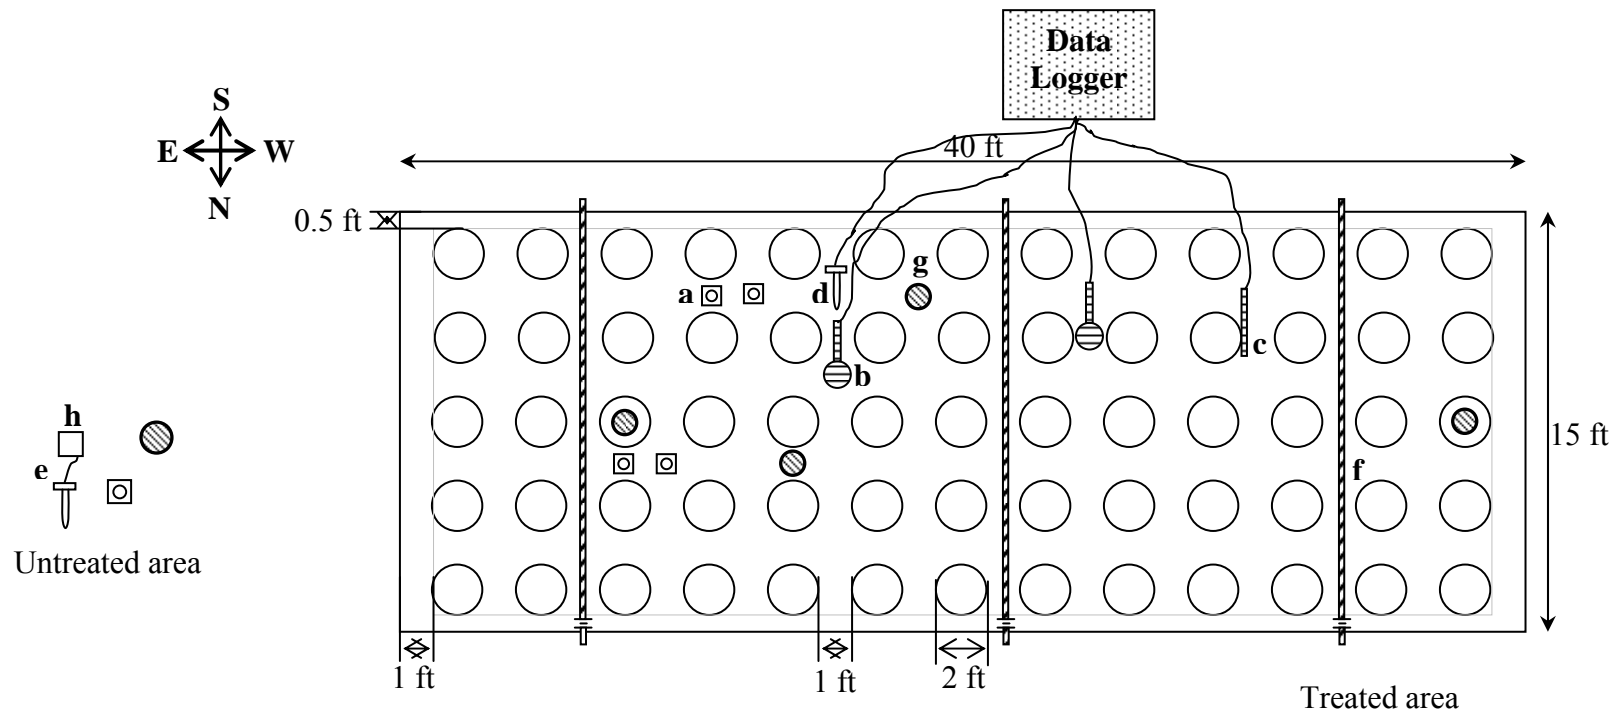 Data
Logger
S
E W
N
40 ft
0.5 ft
g
a
d
c
b
h
e
15 ft
f
Untreated area
1 ft
1 ft
2 ft
Treated area